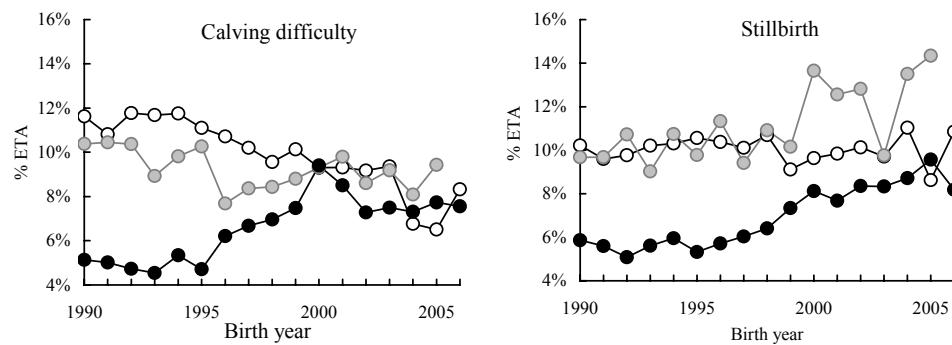 Calving difficulty
16%
14%
12%
10%
8%
6%
4%
% ETA
1990 1995 2000 2005
Birth year
Stillbirth
16%
14%
12%
10%
8%
6%
4%
% ETA
1990 1995 2000 2005
Birth year